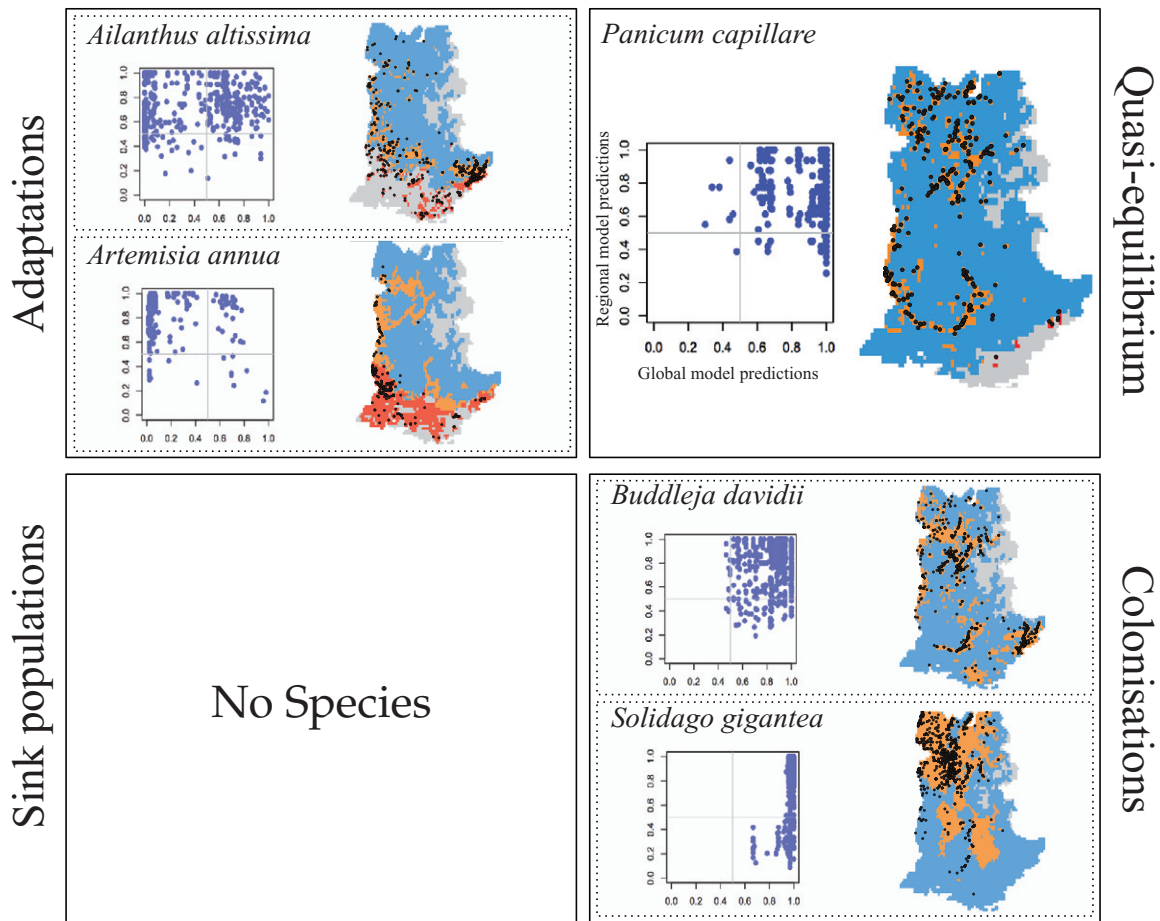 Adaptations
Ailanthus altissima
1.0
0.8
0.6
0.4
0.2
0.0
0.0 0.2 0.4 0.6 0.8 1.0
Artemisia annua
1.0
0.8
0.6
0.4
0.2
0.0
0.0 0.2 0.4 0.6 0.8 1.0
Quasi-equilibrium
Panicum capillare
Regional model predictions
1.0
0.8
0.6
0.4
0.2
0.0
0.0 0.2 0.4 0.6 0.8 1.0
Global model predictions
Sink populations
No Species
Colonisations
Buddleja davidii
1.0
0.8
0.6
0.4
0.2
0.0
0.0 0.2 0.4 0.6 0.8 1.0
Solidago gigantea
1.0
0.8
0.6
0.4
0.2
0.0
0.0 0.2 0.4 0.6 0.8 1.0